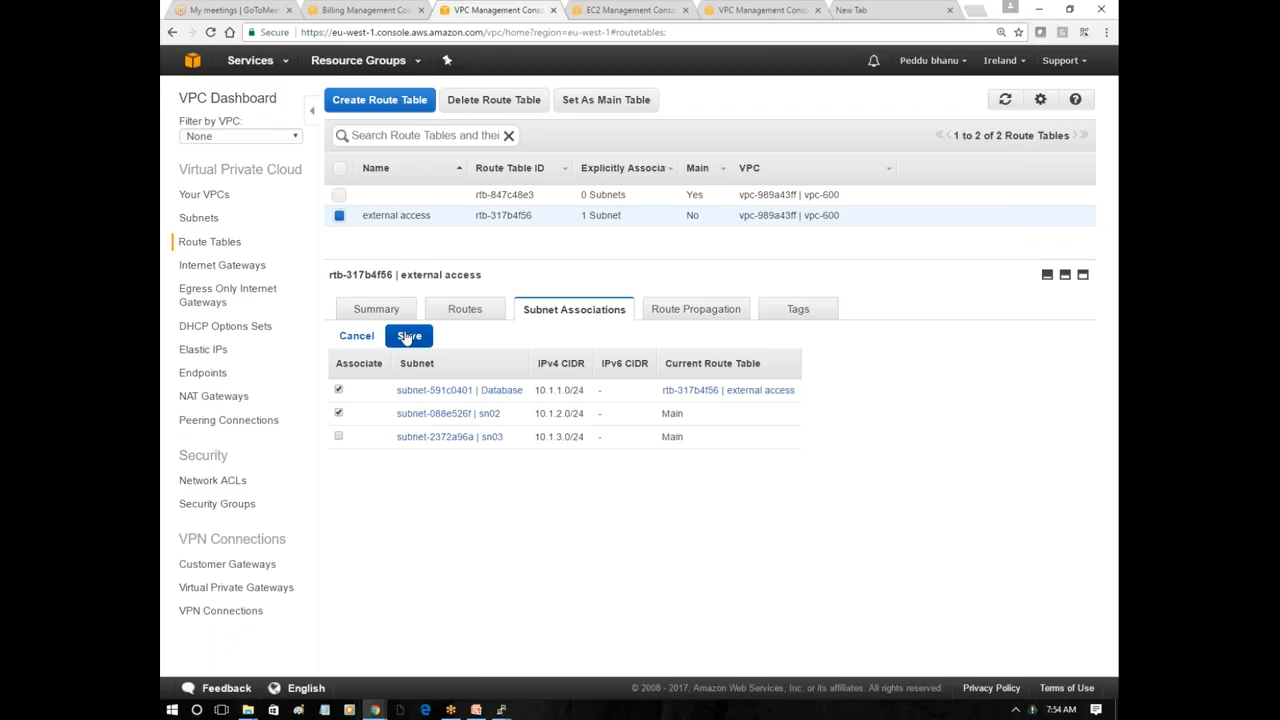 My meetings | GoToMee
Billing Management Con
VPC Management Conso
EC2 Management Conso
VPC Management Conso
New Tab
Secure
https://eu-west-1.console.aws.amazon.com/vpc/home?region=eu-west-1#routetables:
Services
Resource Groups
Peddu bhanu
Ireland
Support
VPC Dashboard
Filter by VPC:
None
Virtual Private Cloud
Your VPCs
Subnets
Route Tables
Internet Gateways
Egress Only Internet
Gateways
DHCP Options Sets
Elastic IPs
Endpoints
NAT Gateways
Peering Connections
Security
Network ACLs
Security Groups
VPN Connections
Customer Gateways
Virtual Private Gateways
VPN Connections
Create Route Table
Delete Route Table
Set As Main Table
Search Route Tables and thei
1 to 2 of 2 Route Tables
Name Route Table ID Explicitly Associa Main VPC
rtb-847c48e3 0 Subnets Yes vpc-989a43ff | vpc-600
external access rtb-317b4f56 1 Subnet No vpc-989a43ff | vpc-600
rtb-317b4f56 | external access
Summary
Routes
Subnet Associations
Route Propagation
Tags
Cancel
Save
Associate Subnet IPv4 CIDR IPv6 CIDR Current Route Table
subnet-591c0401 | Database 10.1.1.0/24 - rtb-317b4f56 | external access
subnet-088e526f | sn02 10.1.2.0/24 - Main
subnet-2372a96a | sn03 10.1.3.0/24 - Main
Feedback
English
© 2008 - 2017, Amazon Web Services, Inc. or its affiliates. All rights reserved.
Privacy Policy
Terms of Use
7:54 AM